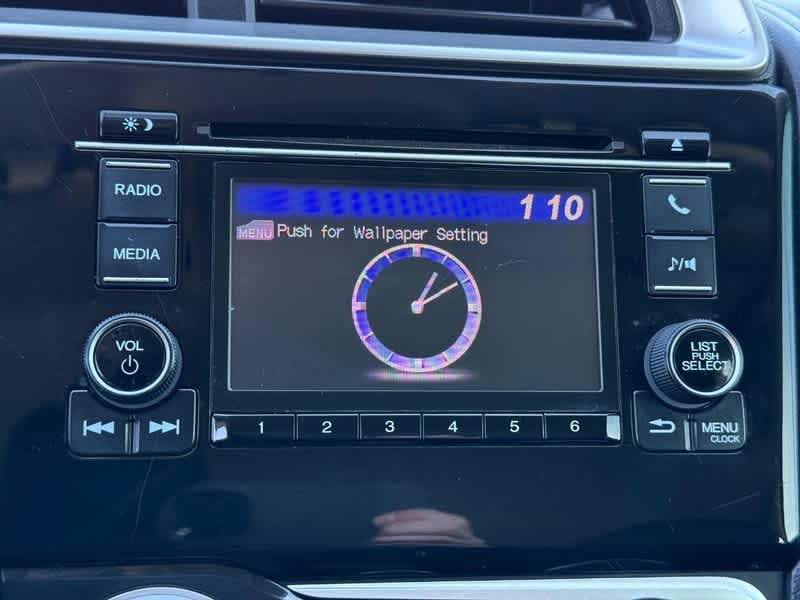 RADIO
MEDIA
VOL
1 10
MENU Push for Wallpaper Setting
LIST
PUSH
SELECT
1 2 3 4 5 6
MENU
CLOCK